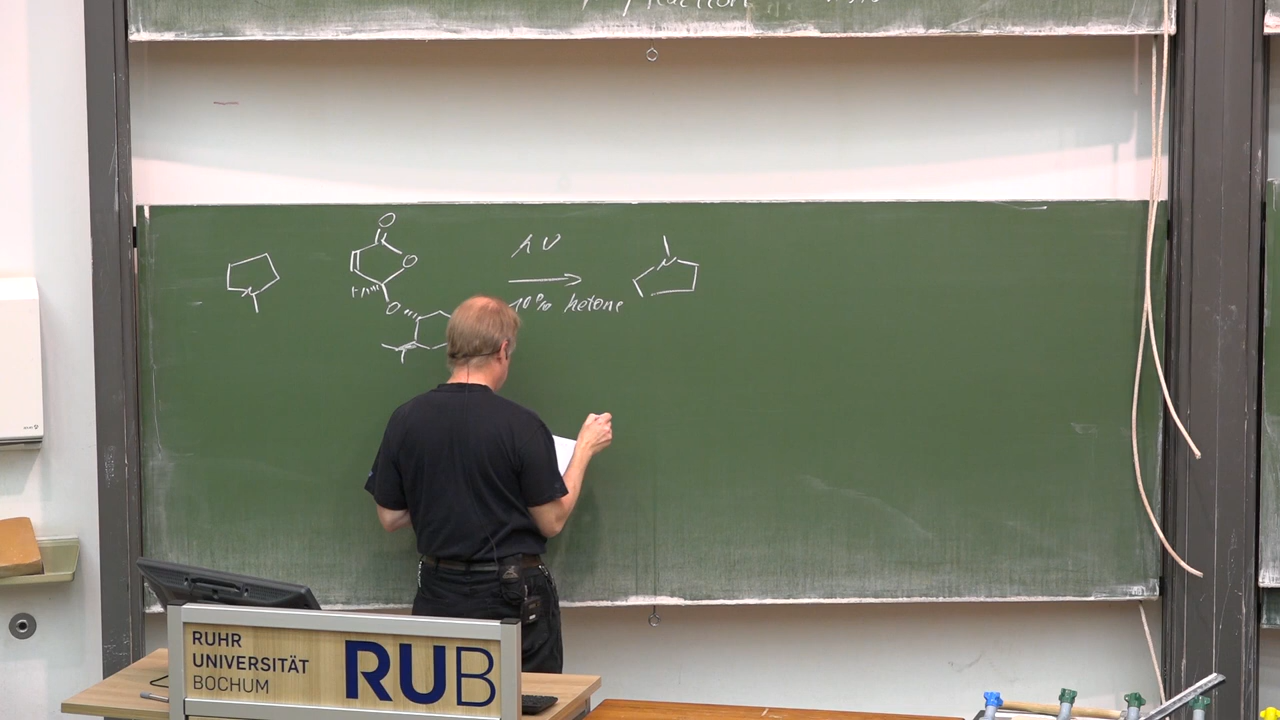 O
O
H
O
N
hν
10% ketone
N
RUHR
UNIVERSITÄT
BOCHUM
RUB